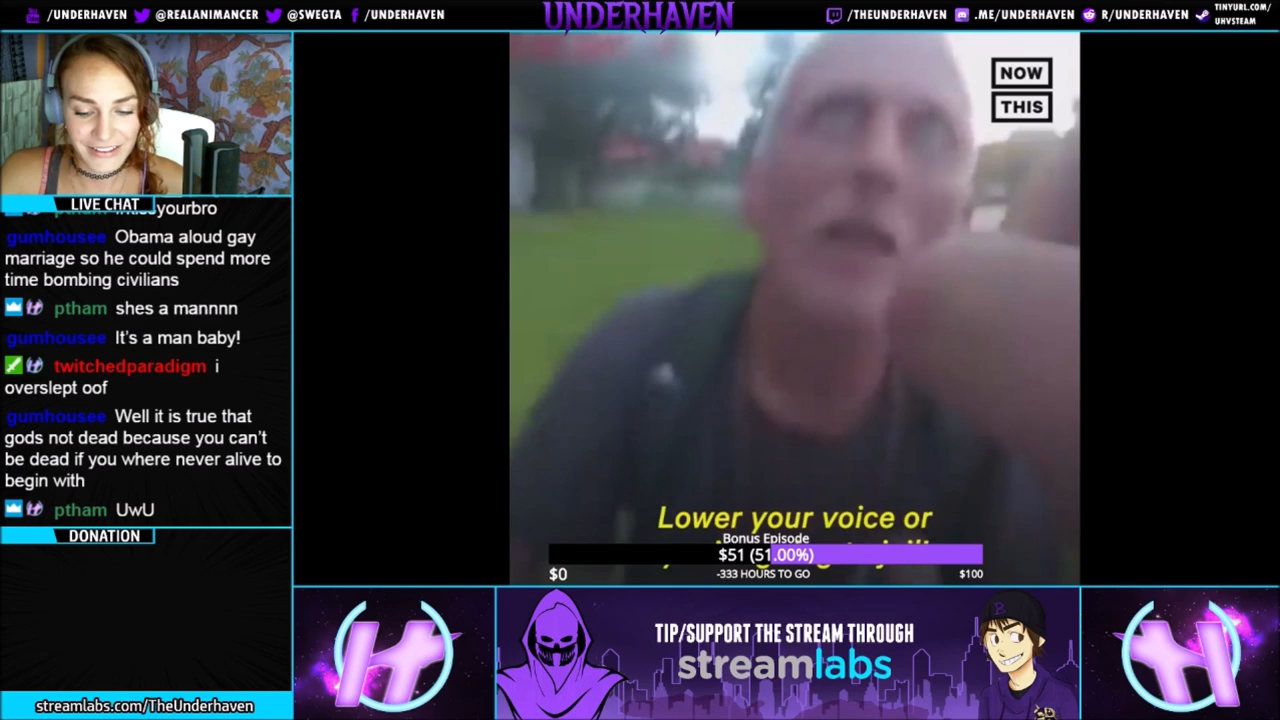 /UNDERHAVEN
@REALANIMANCER
@SWEGTA
/UNDERHAVEN
UNDERHAVEN
/THEUNDERHAVEN
.ME/UNDERHAVEN
R/UNDERHAVEN
TINYURL.COM/
UHVSTEAM
NOW
THIS
LIVE CHAT
ptham
gumhousee Obama aloud gay
marriage so he could spend more
time bombing civilians
ptham shes a mannnn
gumhousee It's a man baby!
twitchedparadigm i
overslept oof
gumhousee Well it is true that
gods not dead because you can't
be dead if you where never alive to
begin with
ptham UwU
DONATION
Lower your voice or
Bonus Episode
$51 (51.00%)
$0
-333 HOURS TO GO
$100
TIP/SUPPORT THE STREAM THROUGH
streamlabs
streamlabs.com/TheUnderhaven